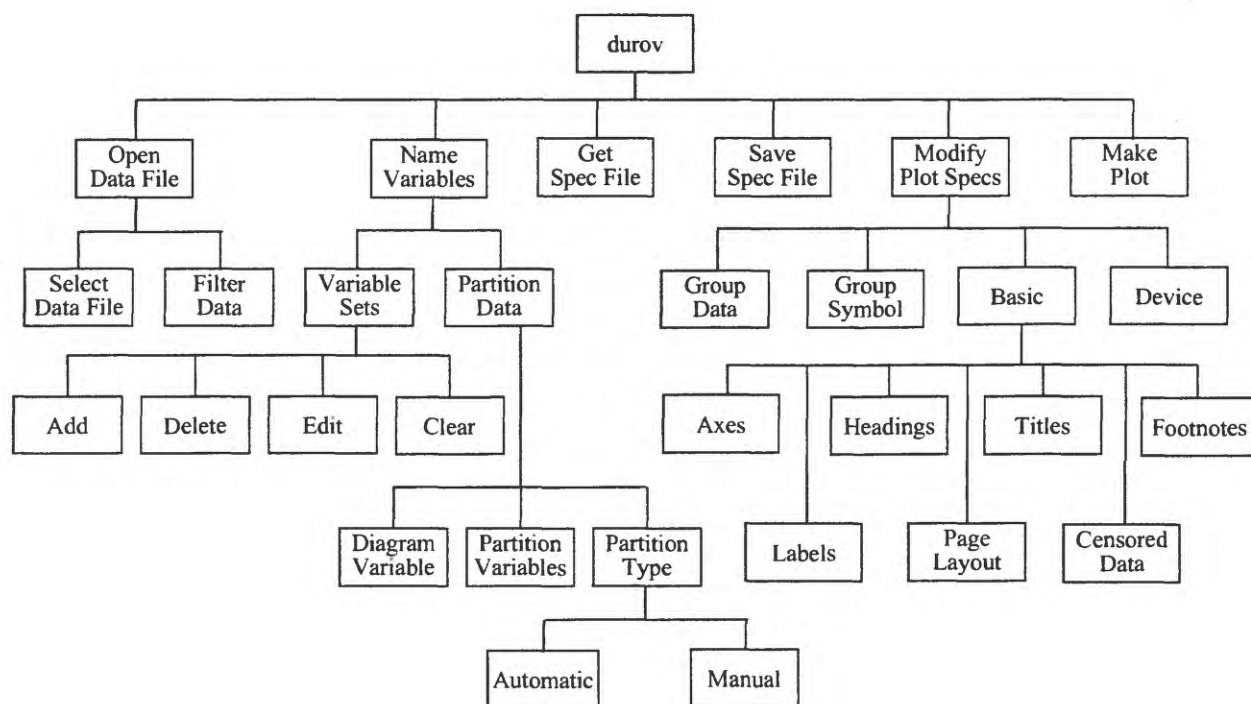 durov
Open
Data File
Name
Variables
Get
Spec File
Save
Spec File
Modify
Plot Specs
Make
Plot
Select
Data File
Filter
Data
Variable
Sets
Partition
Data
Group
Data
Group
Symbol
Basic
Device
Add
Delete
Edit
Clear
Axes
Headings
Titles
Footnotes
Diagram
Variable
Partition
Variables
Partition
Type
Labels
Page
Layout
Censored
Data
Automatic
Manual